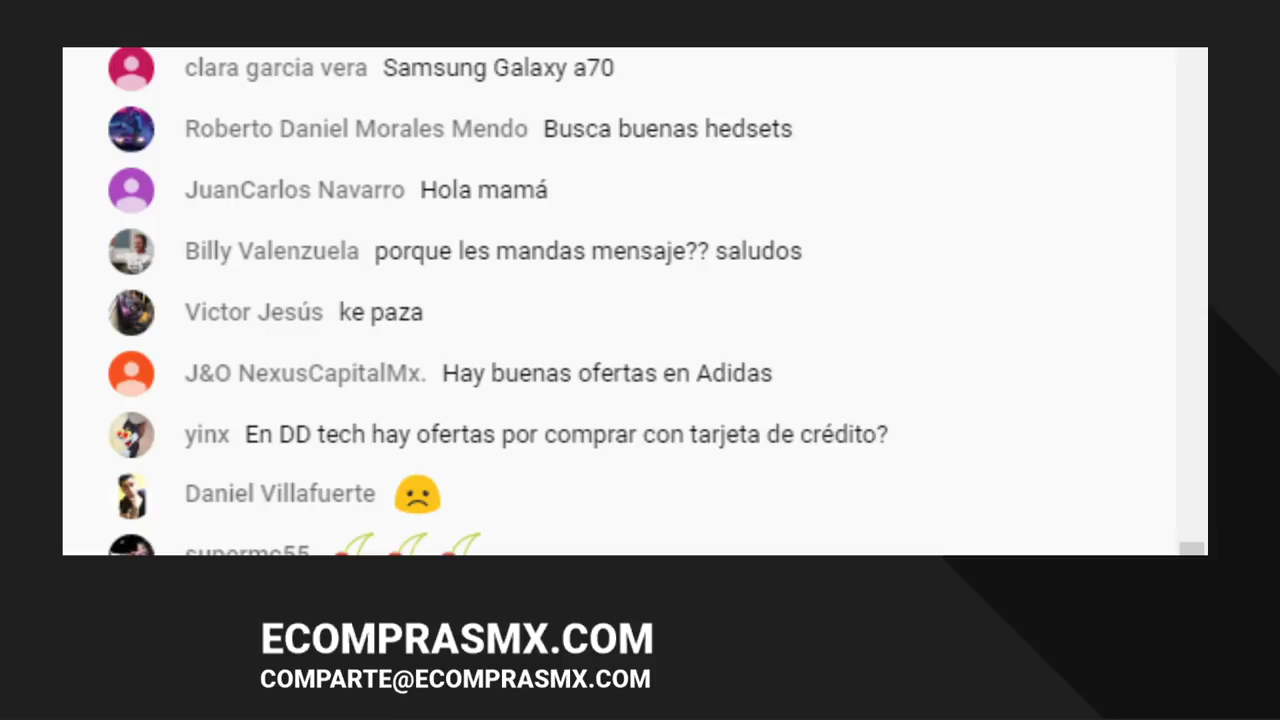 clara garcia vera Samsung Galaxy a70
Roberto Daniel Morales Mendo Busca buenas hedsets
JuanCarlos Navarro Hola mamá
Billy Valenzuela porque les mandas mensaje?? saludos
Victor Jesús ke paza
J&O NexusCapitalMx. Hay buenas ofertas en Adidas
yinx En DD tech hay ofertas por comprar con tarjeta de crédito?
Daniel Villafuerte ☹️
ECOMPRASMX.COM
COMPARTE@ECOMPRASMX.COM